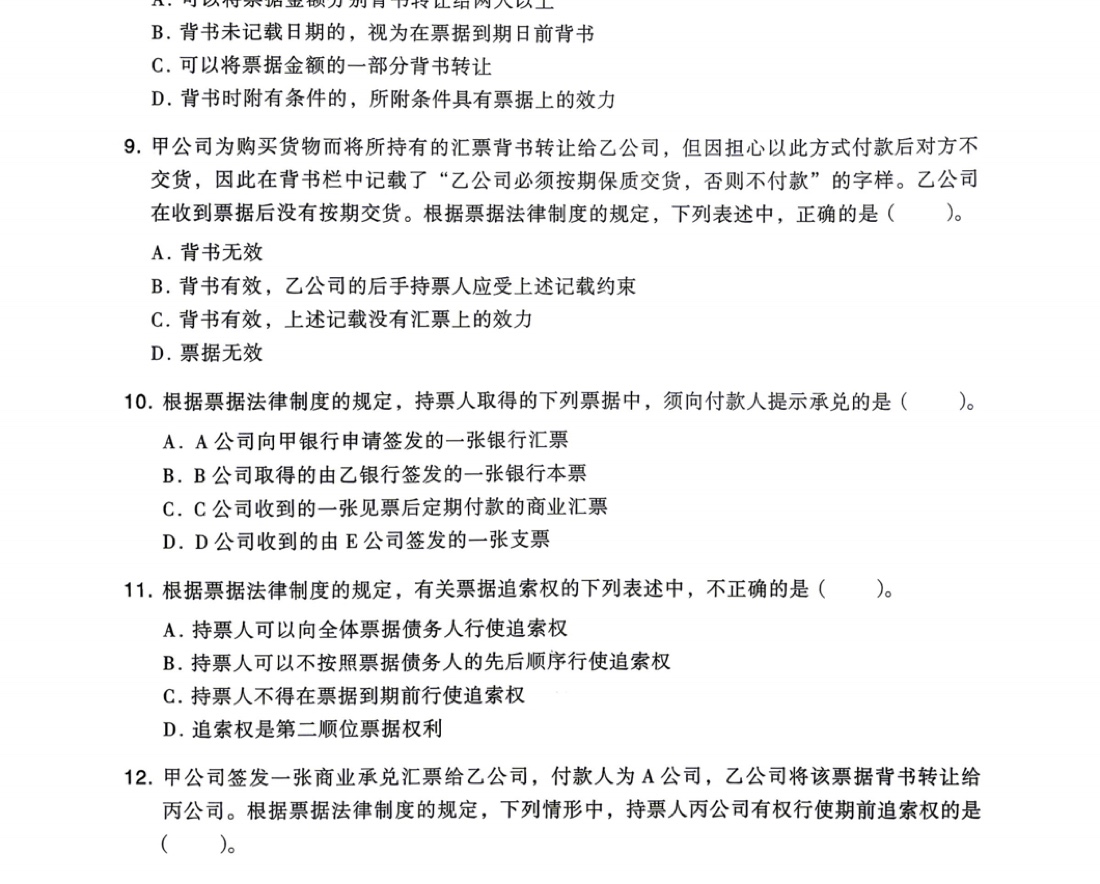 A. 可以将票据金额分别背书转让给两人以上
B. 背书未记载日期的，视为在票据到期日前背书
C. 可以将票据金额的一部分背书转让
D. 背书时附有条件的，所附条件具有票据上的效力
9. 甲公司为购买货物而将所持有的汇票背书转让给乙公司，但因担心以此方式付款后对方不
交货，因此在背书栏中记载了“乙公司必须按期保质交货，否则不付款”的字样。乙公司
在收到票据后没有按期交货。根据票据法律制度的规定，下列表述中，正确的是（　　）。
A. 背书无效
B. 背书有效，乙公司的后手持票人应受上述记载约束
C. 背书有效，上述记载没有汇票上的效力
D. 票据无效
10. 根据票据法律制度的规定，持票人取得的下列票据中，须向付款人提示承兑的是（　　）。
A. A 公司向甲银行申请签发的一张银行汇票
B. B 公司取得的由乙银行签发的一张银行本票
C. C 公司收到的一张见票后定期付款的商业汇票
D. D 公司收到的由 E 公司签发的一张支票
11. 根据票据法律制度的规定，有关票据追索权的下列表述中，不正确的是（　　）。
A. 持票人可以向全体票据债务人行使追索权
B. 持票人可以不按照票据债务人的先后顺序行使追索权
C. 持票人不得在票据到期前行使追索权
D. 追索权是第二顺位票据权利
12. 甲公司签发一张商业承兑汇票给乙公司，付款人为 A 公司，乙公司将该票据背书转让给
丙公司。根据票据法律制度的规定，下列情形中，持票人丙公司有权行使期前追索权的是
（　　）。